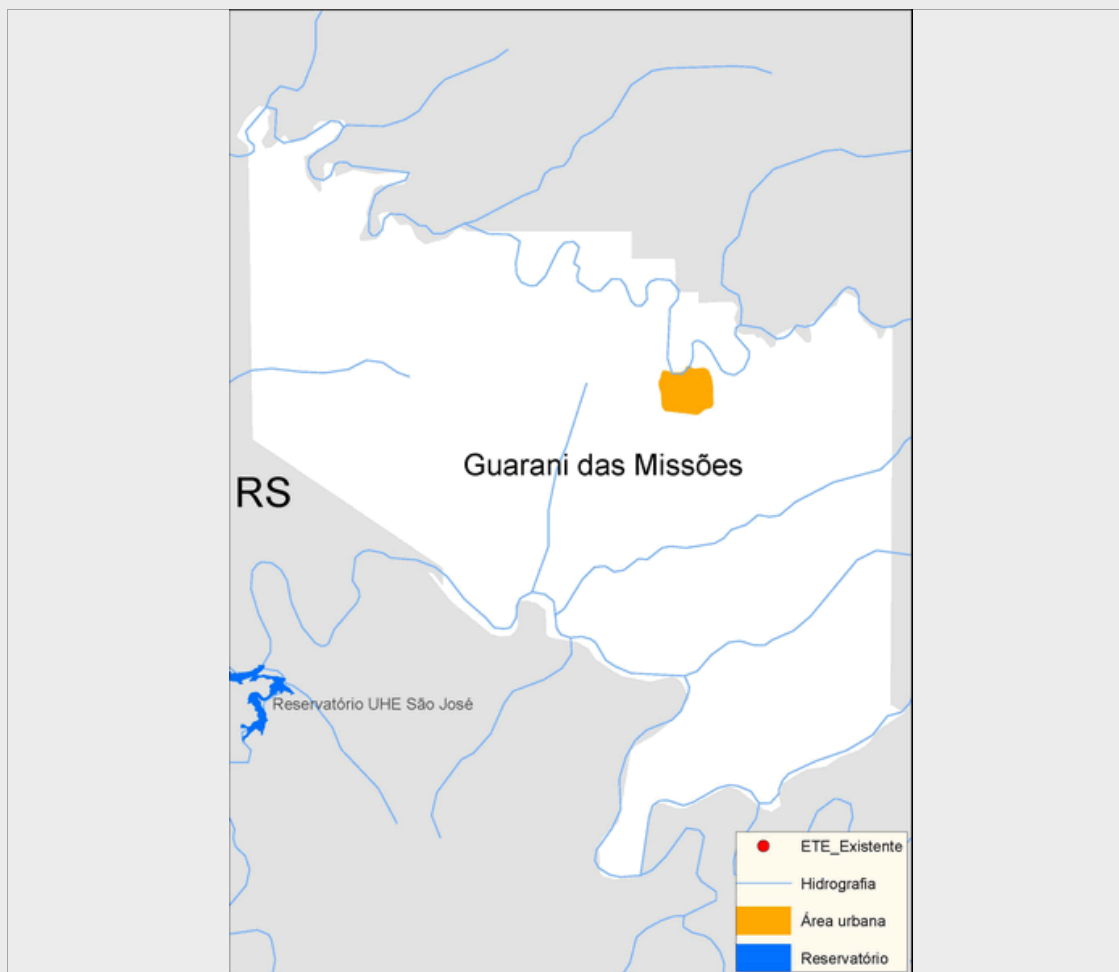 Guarani das Missões
RS
Reservatório UHE São José
ETE_Existente
Hidrografia
Área urbana
Reservatório